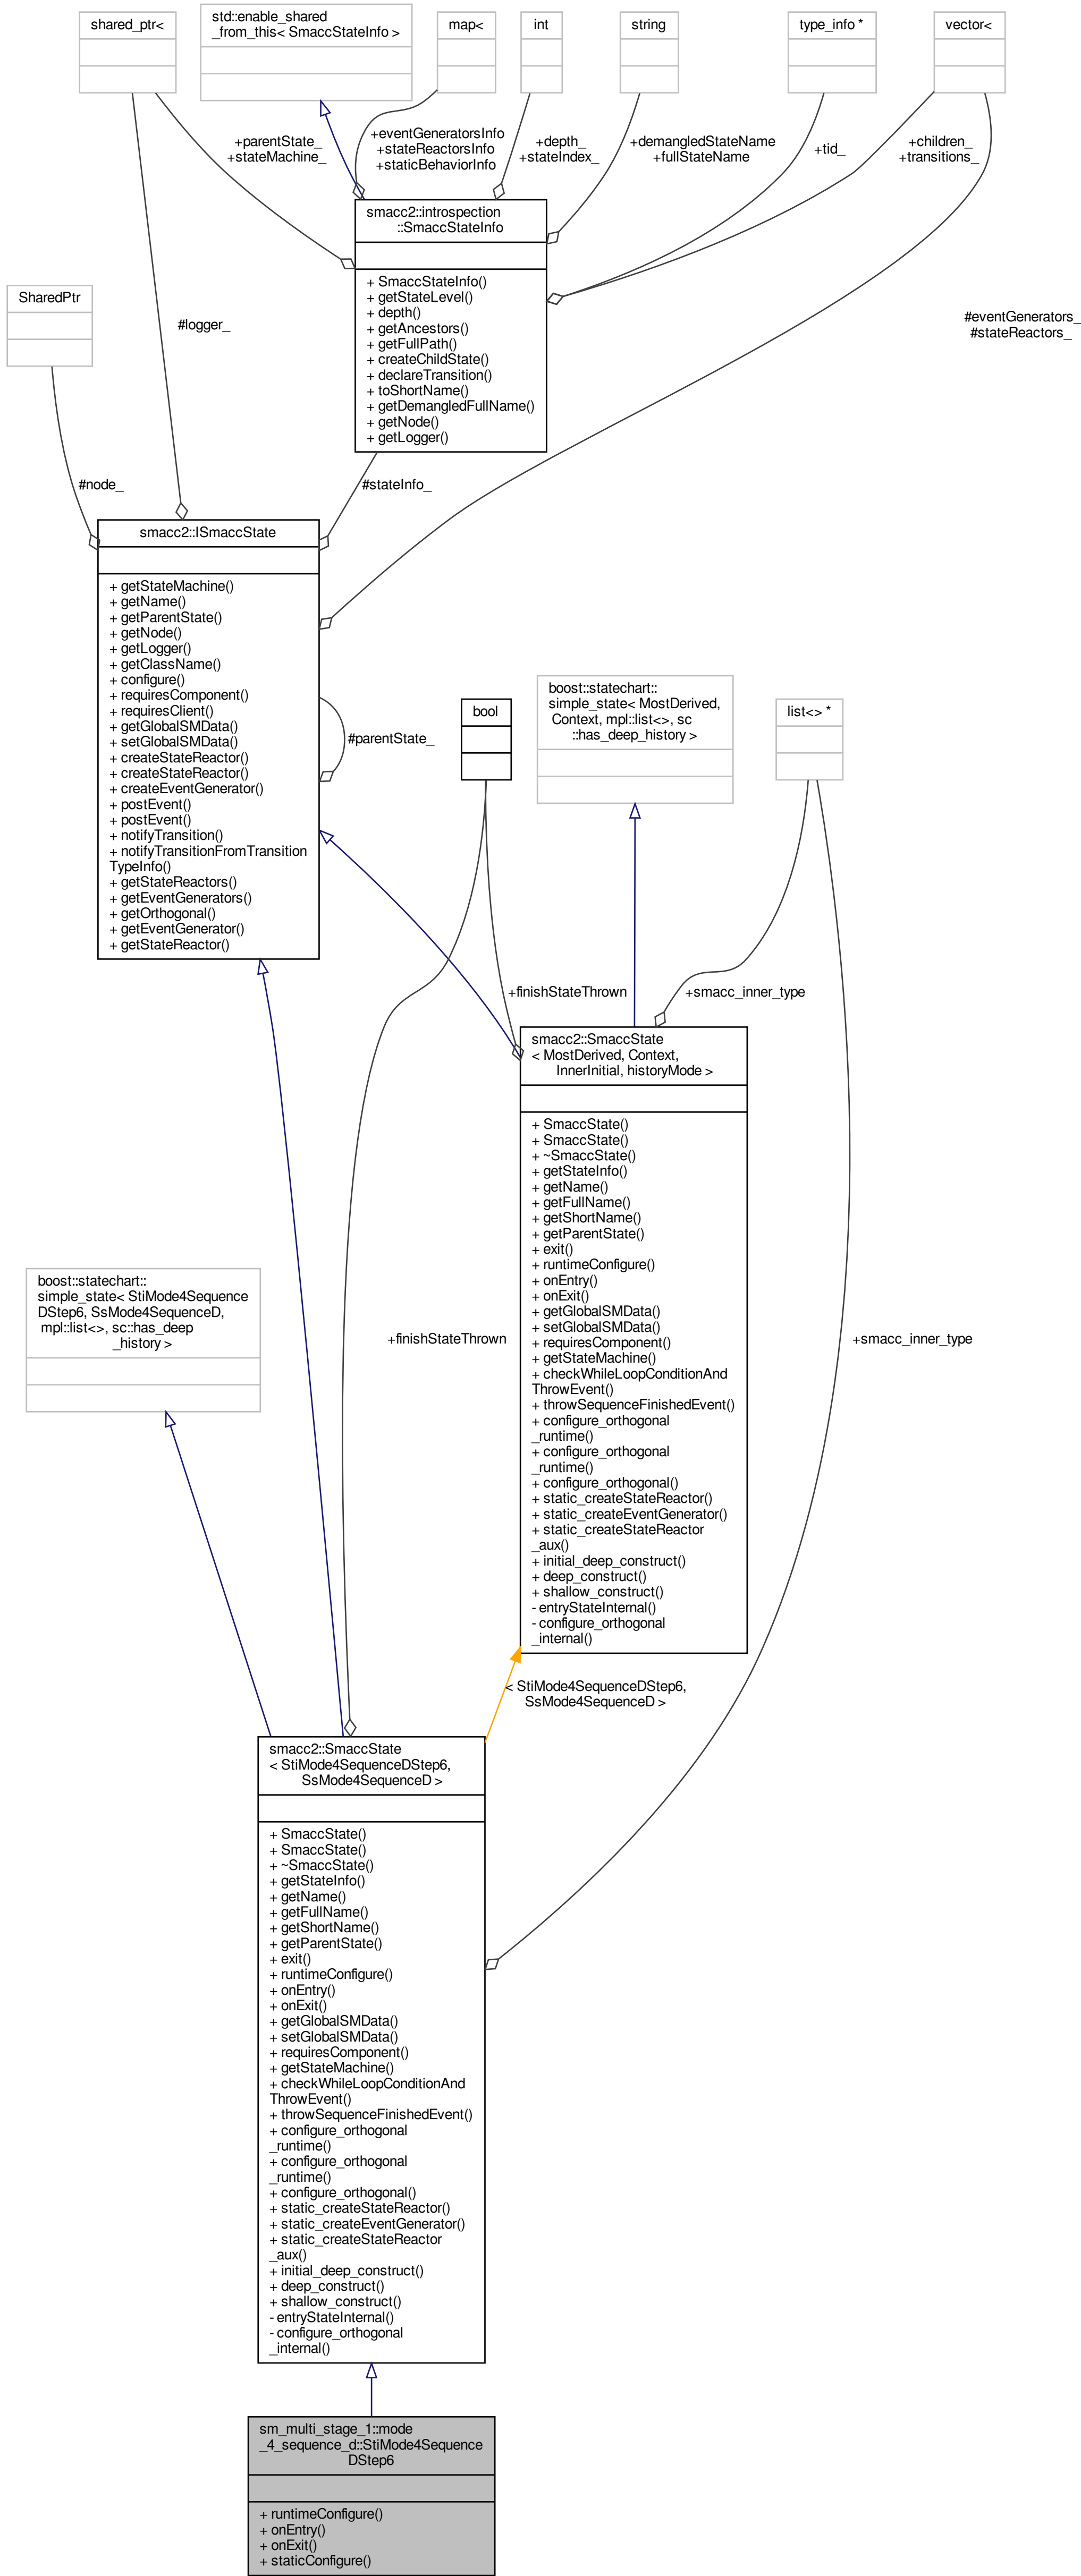 shared_ptr<
std::enable_shared
_from_this< SmaccStateInfo >
map<
int
string
type_info *
vector<
+parentState_
+stateMachine_
+eventGeneratorsInfo
+stateReactorsInfo
+staticBehaviorInfo
+depth_
+stateIndex_
+demangledStateName
+fullStateName
+tid_
+children_
+transitions_
smacc2::introspection
::SmaccStateInfo
+ SmaccStateInfo()
+ getStateLevel()
+ depth()
+ getAncestors()
+ getFullPath()
+ createChildState()
+ declareTransition()
+ toShortName()
+ getDemangledFullName()
+ getNode()
+ getLogger()
SharedPtr
#logger_
#eventGenerators_
#stateReactors_
#node_
#stateInfo_
smacc2::ISmaccState
+ getStateMachine()
+ getName()
+ getParentState()
+ getNode()
+ getLogger()
+ getClassName()
+ configure()
+ requiresComponent()
+ requiresClient()
+ getGlobalSMData()
+ setGlobalSMData()
+ createStateReactor()
+ createStateReactor()
+ createEventGenerator()
+ postEvent()
+ postEvent()
+ notifyTransition()
+ notifyTransitionFromTransition
TypeInfo()
+ getStateReactors()
+ getEventGenerators()
+ getOrthogonal()
+ getEventGenerator()
+ getStateReactor()
#parentState_
bool
boost::statechart::
simple_state< MostDerived,
Context, mpl::list<>, sc
::has_deep_history >
list<> *
+finishStateThrown
+smacc_inner_type
smacc2::SmaccState
< MostDerived, Context,
InnerInitial, historyMode >
+ SmaccState()
+ SmaccState()
+ ~SmaccState()
+ getStateInfo()
+ getName()
+ getFullName()
+ getShortName()
+ getParentState()
+ exit()
+ runtimeConfigure()
+ onEntry()
+ onExit()
+ getGlobalSMData()
+ setGlobalSMData()
+ requiresComponent()
+ getStateMachine()
+ checkWhileLoopConditionAnd
ThrowEvent()
+ throwSequenceFinishedEvent()
+ configure_orthogonal
_runtime()
+ configure_orthogonal
_runtime()
+ configure_orthogonal()
+ static_createStateReactor()
+ static_createEventGenerator()
+ static_createStateReactor
_aux()
+ initial_deep_construct()
+ deep_construct()
+ shallow_construct()
- entryStateInternal()
- configure_orthogonal
_internal()
boost::statechart::
simple_state< StiMode4Sequence
DStep6, SsMode4SequenceD,
mpl::list<>, sc::has_deep
_history >
+finishStateThrown
+smacc_inner_type
< StiMode4SequenceDStep6,
SsMode4SequenceD >
smacc2::SmaccState
< StiMode4SequenceDStep6,
SsMode4SequenceD >
+ SmaccState()
+ SmaccState()
+ ~SmaccState()
+ getStateInfo()
+ getName()
+ getFullName()
+ getShortName()
+ getParentState()
+ exit()
+ runtimeConfigure()
+ onEntry()
+ onExit()
+ getGlobalSMData()
+ setGlobalSMData()
+ requiresComponent()
+ getStateMachine()
+ checkWhileLoopConditionAnd
ThrowEvent()
+ throwSequenceFinishedEvent()
+ configure_orthogonal
_runtime()
+ configure_orthogonal
_runtime()
+ configure_orthogonal()
+ static_createStateReactor()
+ static_createEventGenerator()
+ static_createStateReactor
_aux()
+ initial_deep_construct()
+ deep_construct()
+ shallow_construct()
- entryStateInternal()
- configure_orthogonal
_internal()
sm_multi_stage_1::mode
_4_sequence_d::StiMode4Sequence
DStep6
+ runtimeConfigure()
+ onEntry()
+ onExit()
+ staticConfigure()